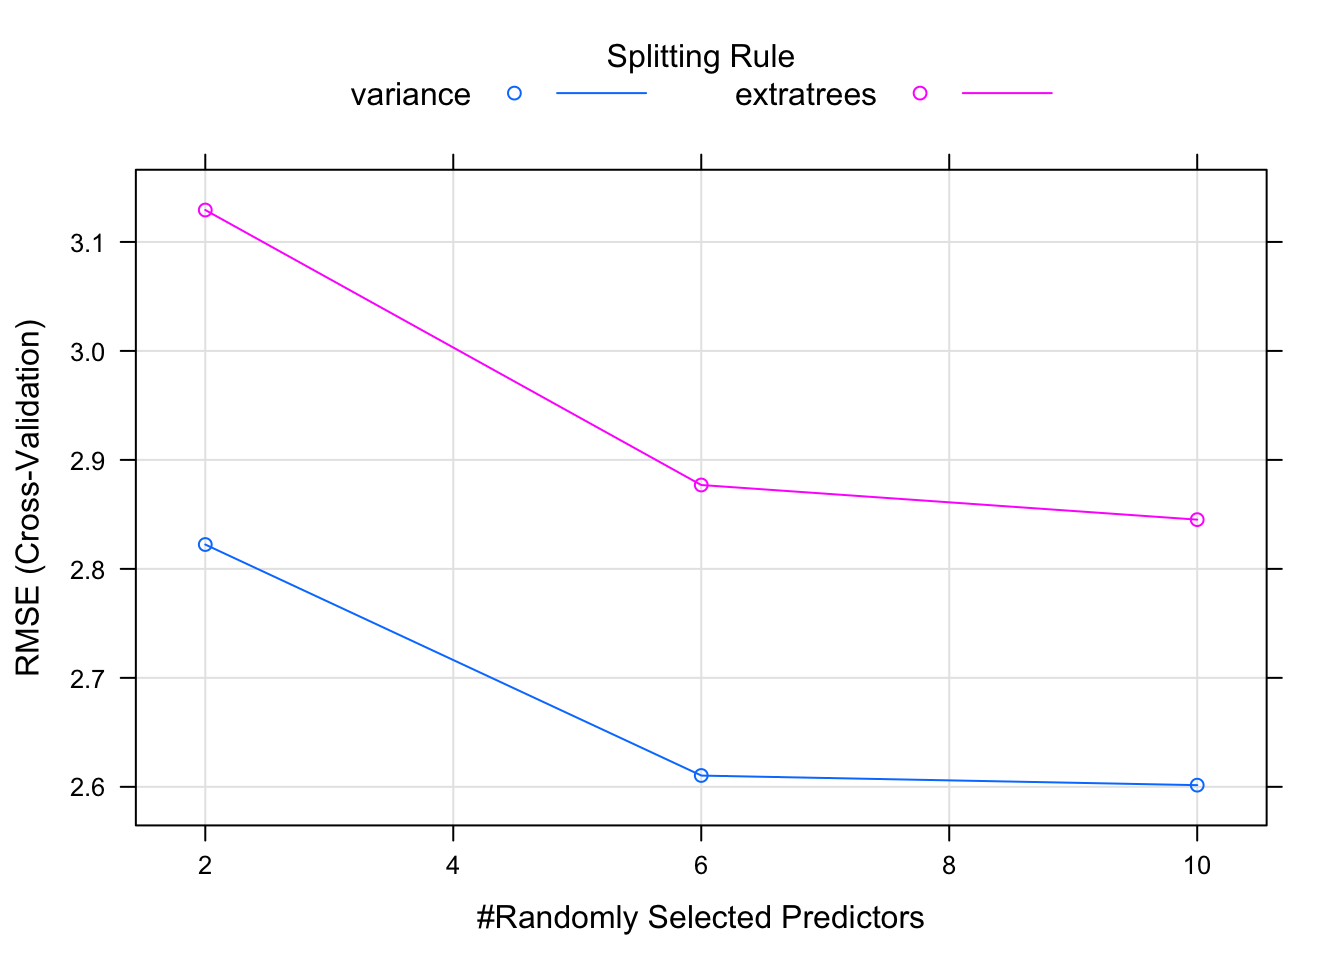 Splitting Rule
variance extratrees
3.1
3.0
2.9
2.8
2.7
2.6
RMSE (Cross-Validation)
2 4 6 8 10
#Randomly Selected Predictors